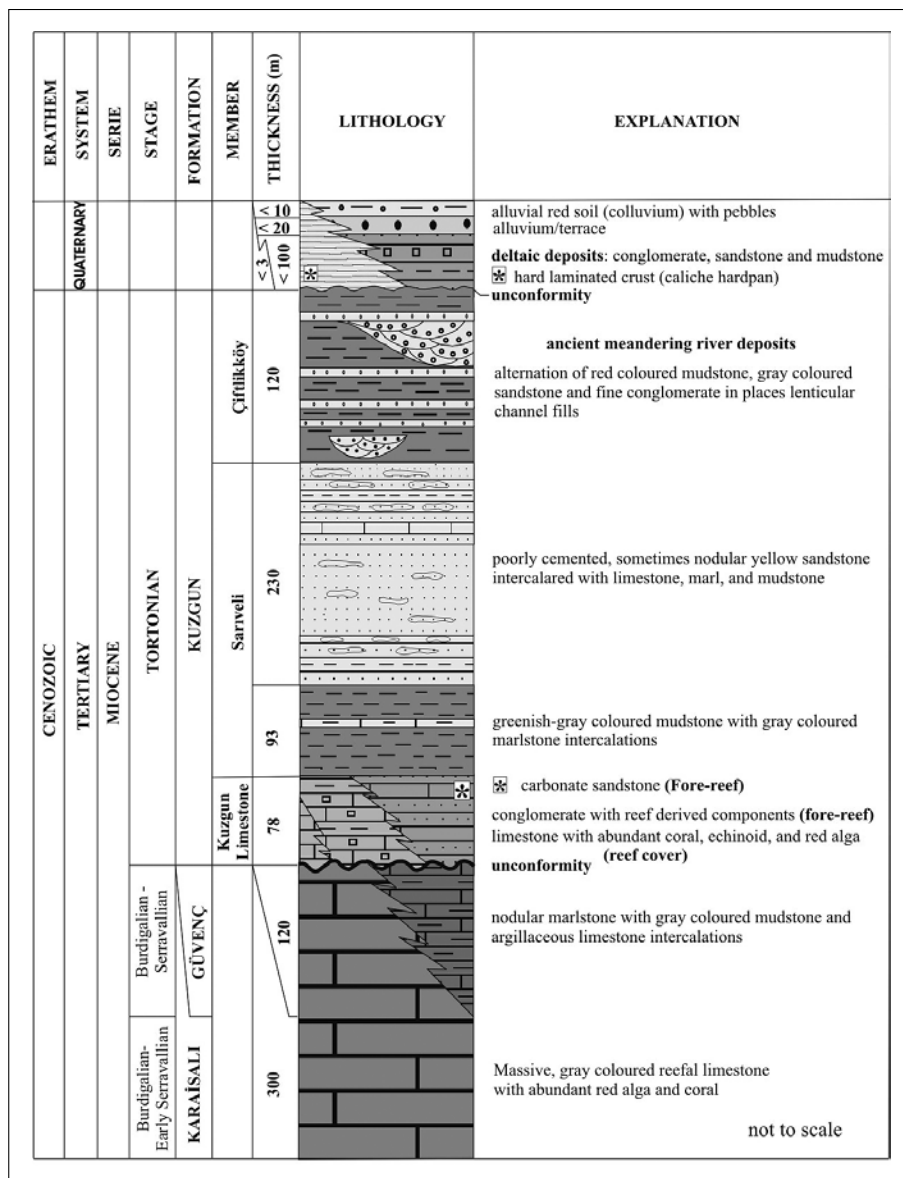 ERATHEM
SYSTEM
SERIE
STAGE
FORMATION
MEMBER
THICKNESS (m)
LITHOLOGY
EXPLANATION
QUATERNARY
< 10
< 20
< 3
< 100
alluvial red soil (colluvium) with pebbles
alluvium/terrace
deltaic deposits: conglomerate, sandstone and mudstone
* hard laminated crust (caliche hardpan)
unconformity
CENOZOIC
TERTIARY
MIOCENE
TORTONIAN
KUZGUN
Çiftlikköy
120
ancient meandering river deposits
alternation of red coloured mudstone, gray coloured
sandstone and fine conglomerate in places lenticular
channel fills
Sarıveli
230
poorly cemented, sometimes nodular yellow sandstone
intercalared with limestone, marl, and mudstone
93
greenish-gray coloured mudstone with gray coloured
marlstone intercalations
Kuzgun
Limestone
78
* carbonate sandstone (Fore-reef)
conglomerate with reef derived components (fore-reef)
limestone with abundant coral, echinoid, and red alga
(reef cover)
unconformity
Burdigalian -
Serravallian
GÜVENÇ
120
nodular marlstone with gray coloured mudstone and
argillaceous limestone intercalations
Burdigalian-
Early Serravallian
KARAİSALI
300
Massive, gray coloured reefal limestone
with abundant red alga and coral
not to scale